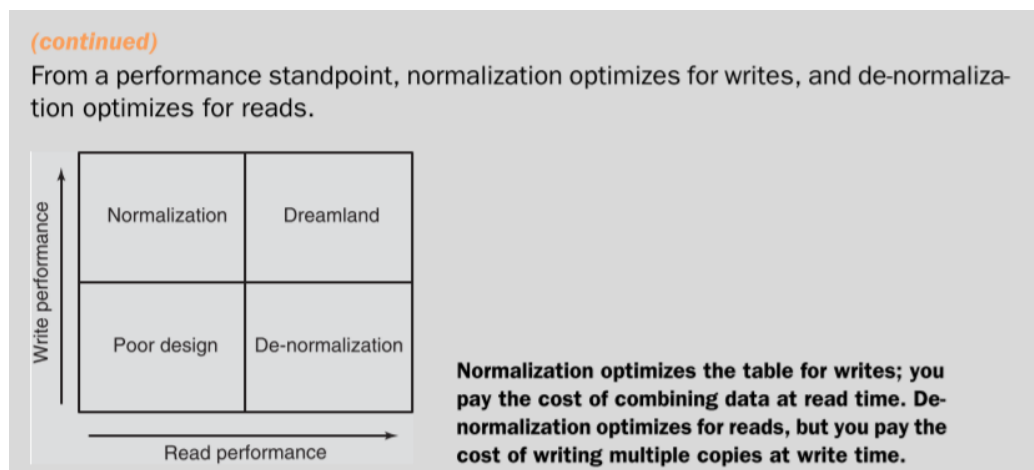 (continued)
From a performance standpoint, normalization optimizes for writes, and de-normaliza-
tion optimizes for reads.
Write performance
Normalization
Dreamland
Poor design
De-normalization
Read performance
Normalization optimizes the table for writes; you
pay the cost of combining data at read time. De-
normalization optimizes for reads, but you pay the
cost of writing multiple copies at write time.